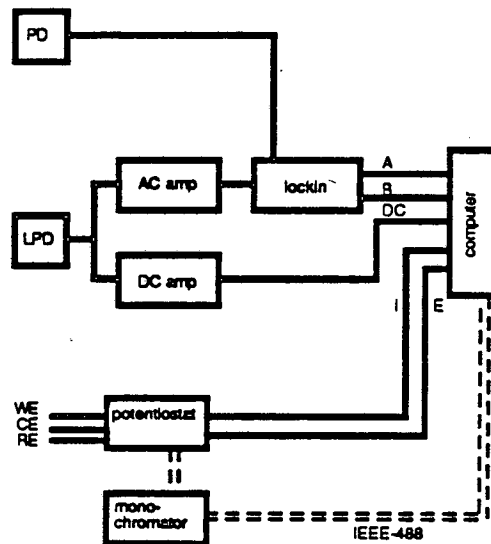 PD
AC amp
lockin
A
B
DC
computer
LPD
DC amp
I
E
WE
CE
RE
potentiostat
mono-
chromator
IEEE-488